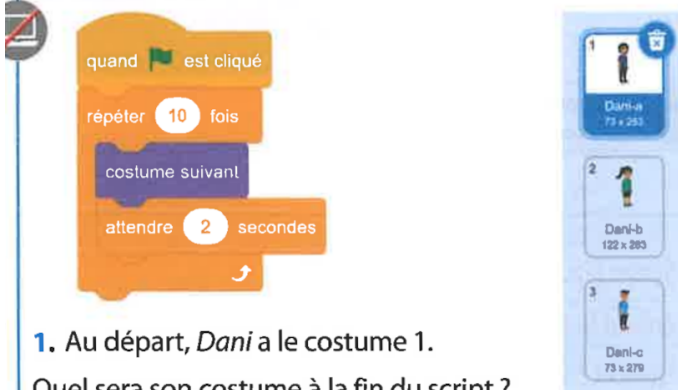 quand est cliqué
répéter 10 fois
costume suivant
attendre 2 secondes
1
Dani-a
73 x 253
2
Dani-b
122 x 283
3
Dani-c
73 x 279
1. Au départ, Dani a le costume 1.
Quel sera son costume à la fin du script ?